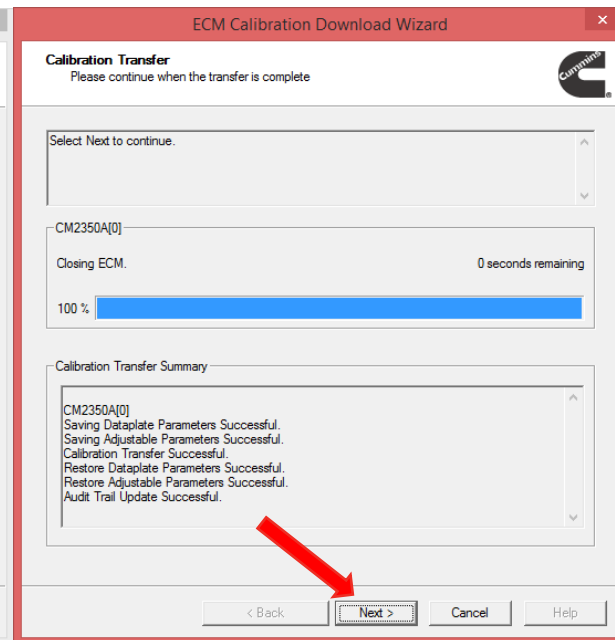 ECM Calibration Download Wizard
Calibration Transfer
Please continue when the transfer is complete
Cummins
Select Next to continue.
CM2350A[0]
Closing ECM.
0 seconds remaining
100 %
Calibration Transfer Summary
CM2350A[0]
Saving Dataplate Parameters Successful.
Saving Adjustable Parameters Successful.
Calibration Transfer Successful.
Restore Dataplate Parameters Successful.
Restore Adjustable Parameters Successful.
Audit Trail Update Successful.
< Back
Next >
Cancel
Help